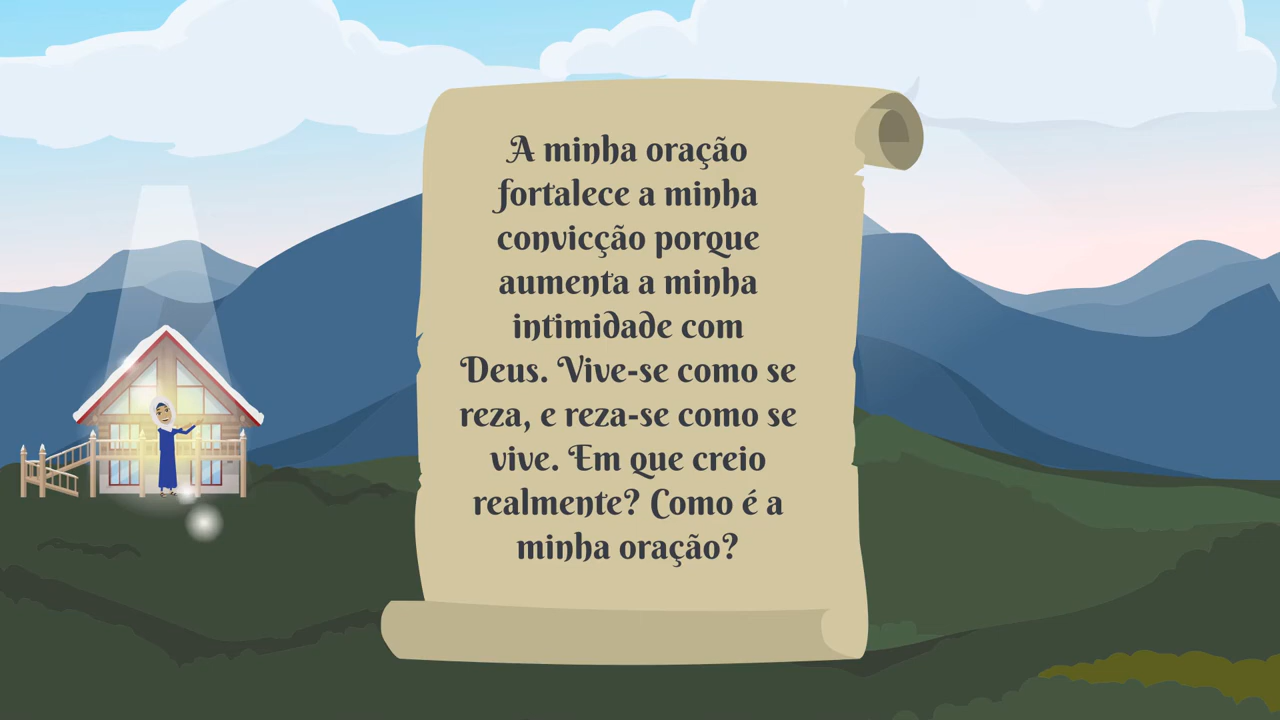 A minha oração
fortalece a minha
convicção porque
aumenta a minha
intimidade com
Deus. Vive-se como se
reza, e reza-se como se
vive. Em que creio
realmente? Como é a
minha oração?